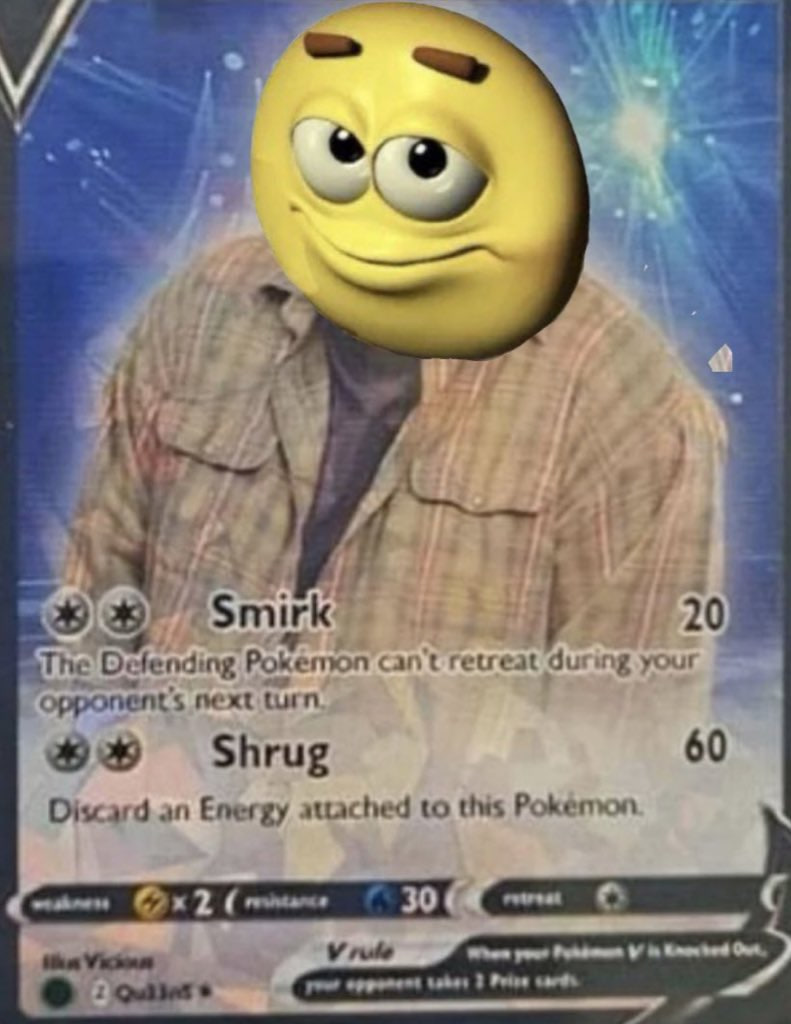 Smirk 20
The Defending Pokémon can't retreat during your
opponent's next turn.
Shrug 60
Discard an Energy attached to this Pokémon.
weakness x2 resistance 30 retreat
Illus Vicious
V rule When your Pokémon V is Knocked Out,
your opponent takes 2 Prize cards.